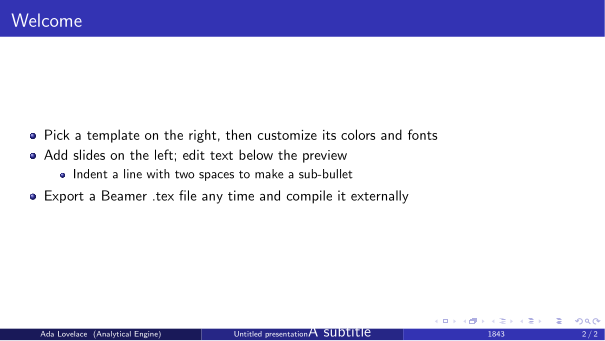 Welcome
Pick a template on the right, then customize its colors and fonts
Add slides on the left; edit text below the preview
Indent a line with two spaces to make a sub-bullet
Export a Beamer .tex file any time and compile it externally
Ada Lovelace (Analytical Engine) Untitled presentation A subtitle 1843 2 / 2